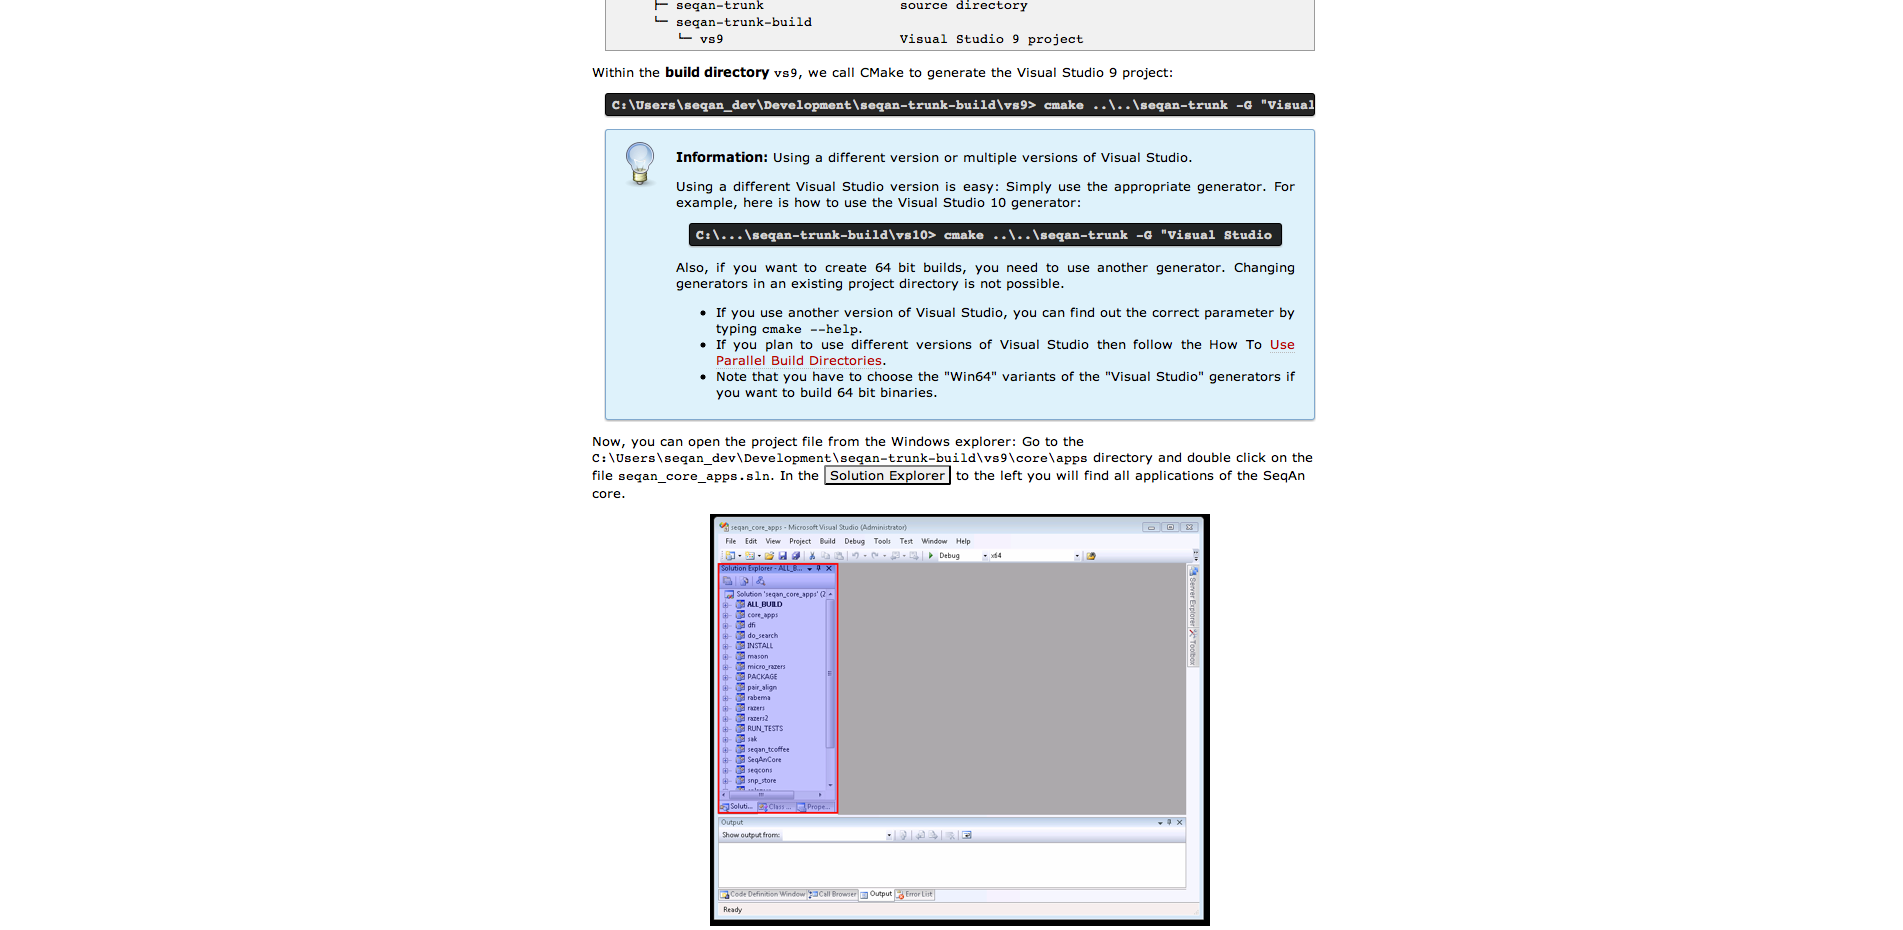 seqan-trunk source directory
seqan-trunk-build
vs9 Visual Studio 9 project
Within the build directory vs9, we call CMake to generate the Visual Studio 9 project:
C:\Users\seqan_dev\Development\seqan-trunk-build\vs9> cmake ..\..\seqan-trunk -G "Visual
Information: Using a different version or multiple versions of Visual Studio.
Using a different Visual Studio version is easy: Simply use the appropriate generator. For
example, here is how to use the Visual Studio 10 generator:
C:\...\seqan-trunk-build\vs10> cmake ..\..\seqan-trunk -G "Visual Studio
Also, if you want to create 64 bit builds, you need to use another generator. Changing
generators in an existing project directory is not possible.
• If you use another version of Visual Studio, you can find out the correct parameter by
typing cmake --help.
• If you plan to use different versions of Visual Studio then follow the How To Use
Parallel Build Directories.
• Note that you have to choose the "Win64" variants of the "Visual Studio" generators if
you want to build 64 bit binaries.
Now, you can open the project file from the Windows explorer: Go to the
C:\Users\seqan_dev\Development\seqan-trunk-build\vs9\core\apps directory and double click on the
file seqan_core_apps.sln. In the Solution Explorer to the left you will find all applications of the SeqAn
core.
seqan_core_apps - Microsoft Visual Studio (Administrator)
File Edit View Project Build Debug Tools Test Window Help
Debug x64
Solution Explorer - ALL_B...
Solution 'seqan_core_apps' (2
ALL_BUILD
core_apps
dfi
do_search
INSTALL
mason
micro_razers
PACKAGE
pair_align
rabema
razers
razers2
RUN_TESTS
sak
seqan_tcoffee
SeqAnCore
seqcons
snp_store
Soluti... Class ... Prope...
Server Explorer
Toolbox
Output
Show output from:
Code Definition Window Call Browser Output Error List
Ready